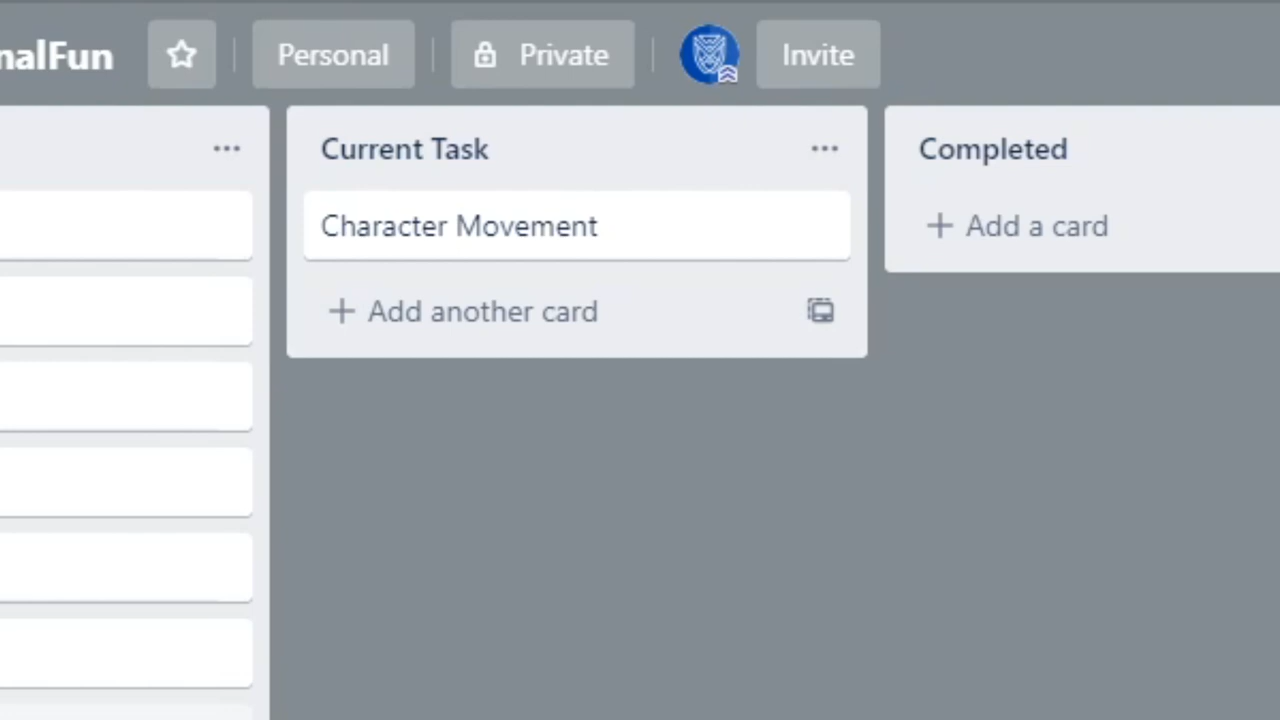 nalFun
Personal
Private
Invite
Current Task
Completed
Character Movement
Add a card
Add another card